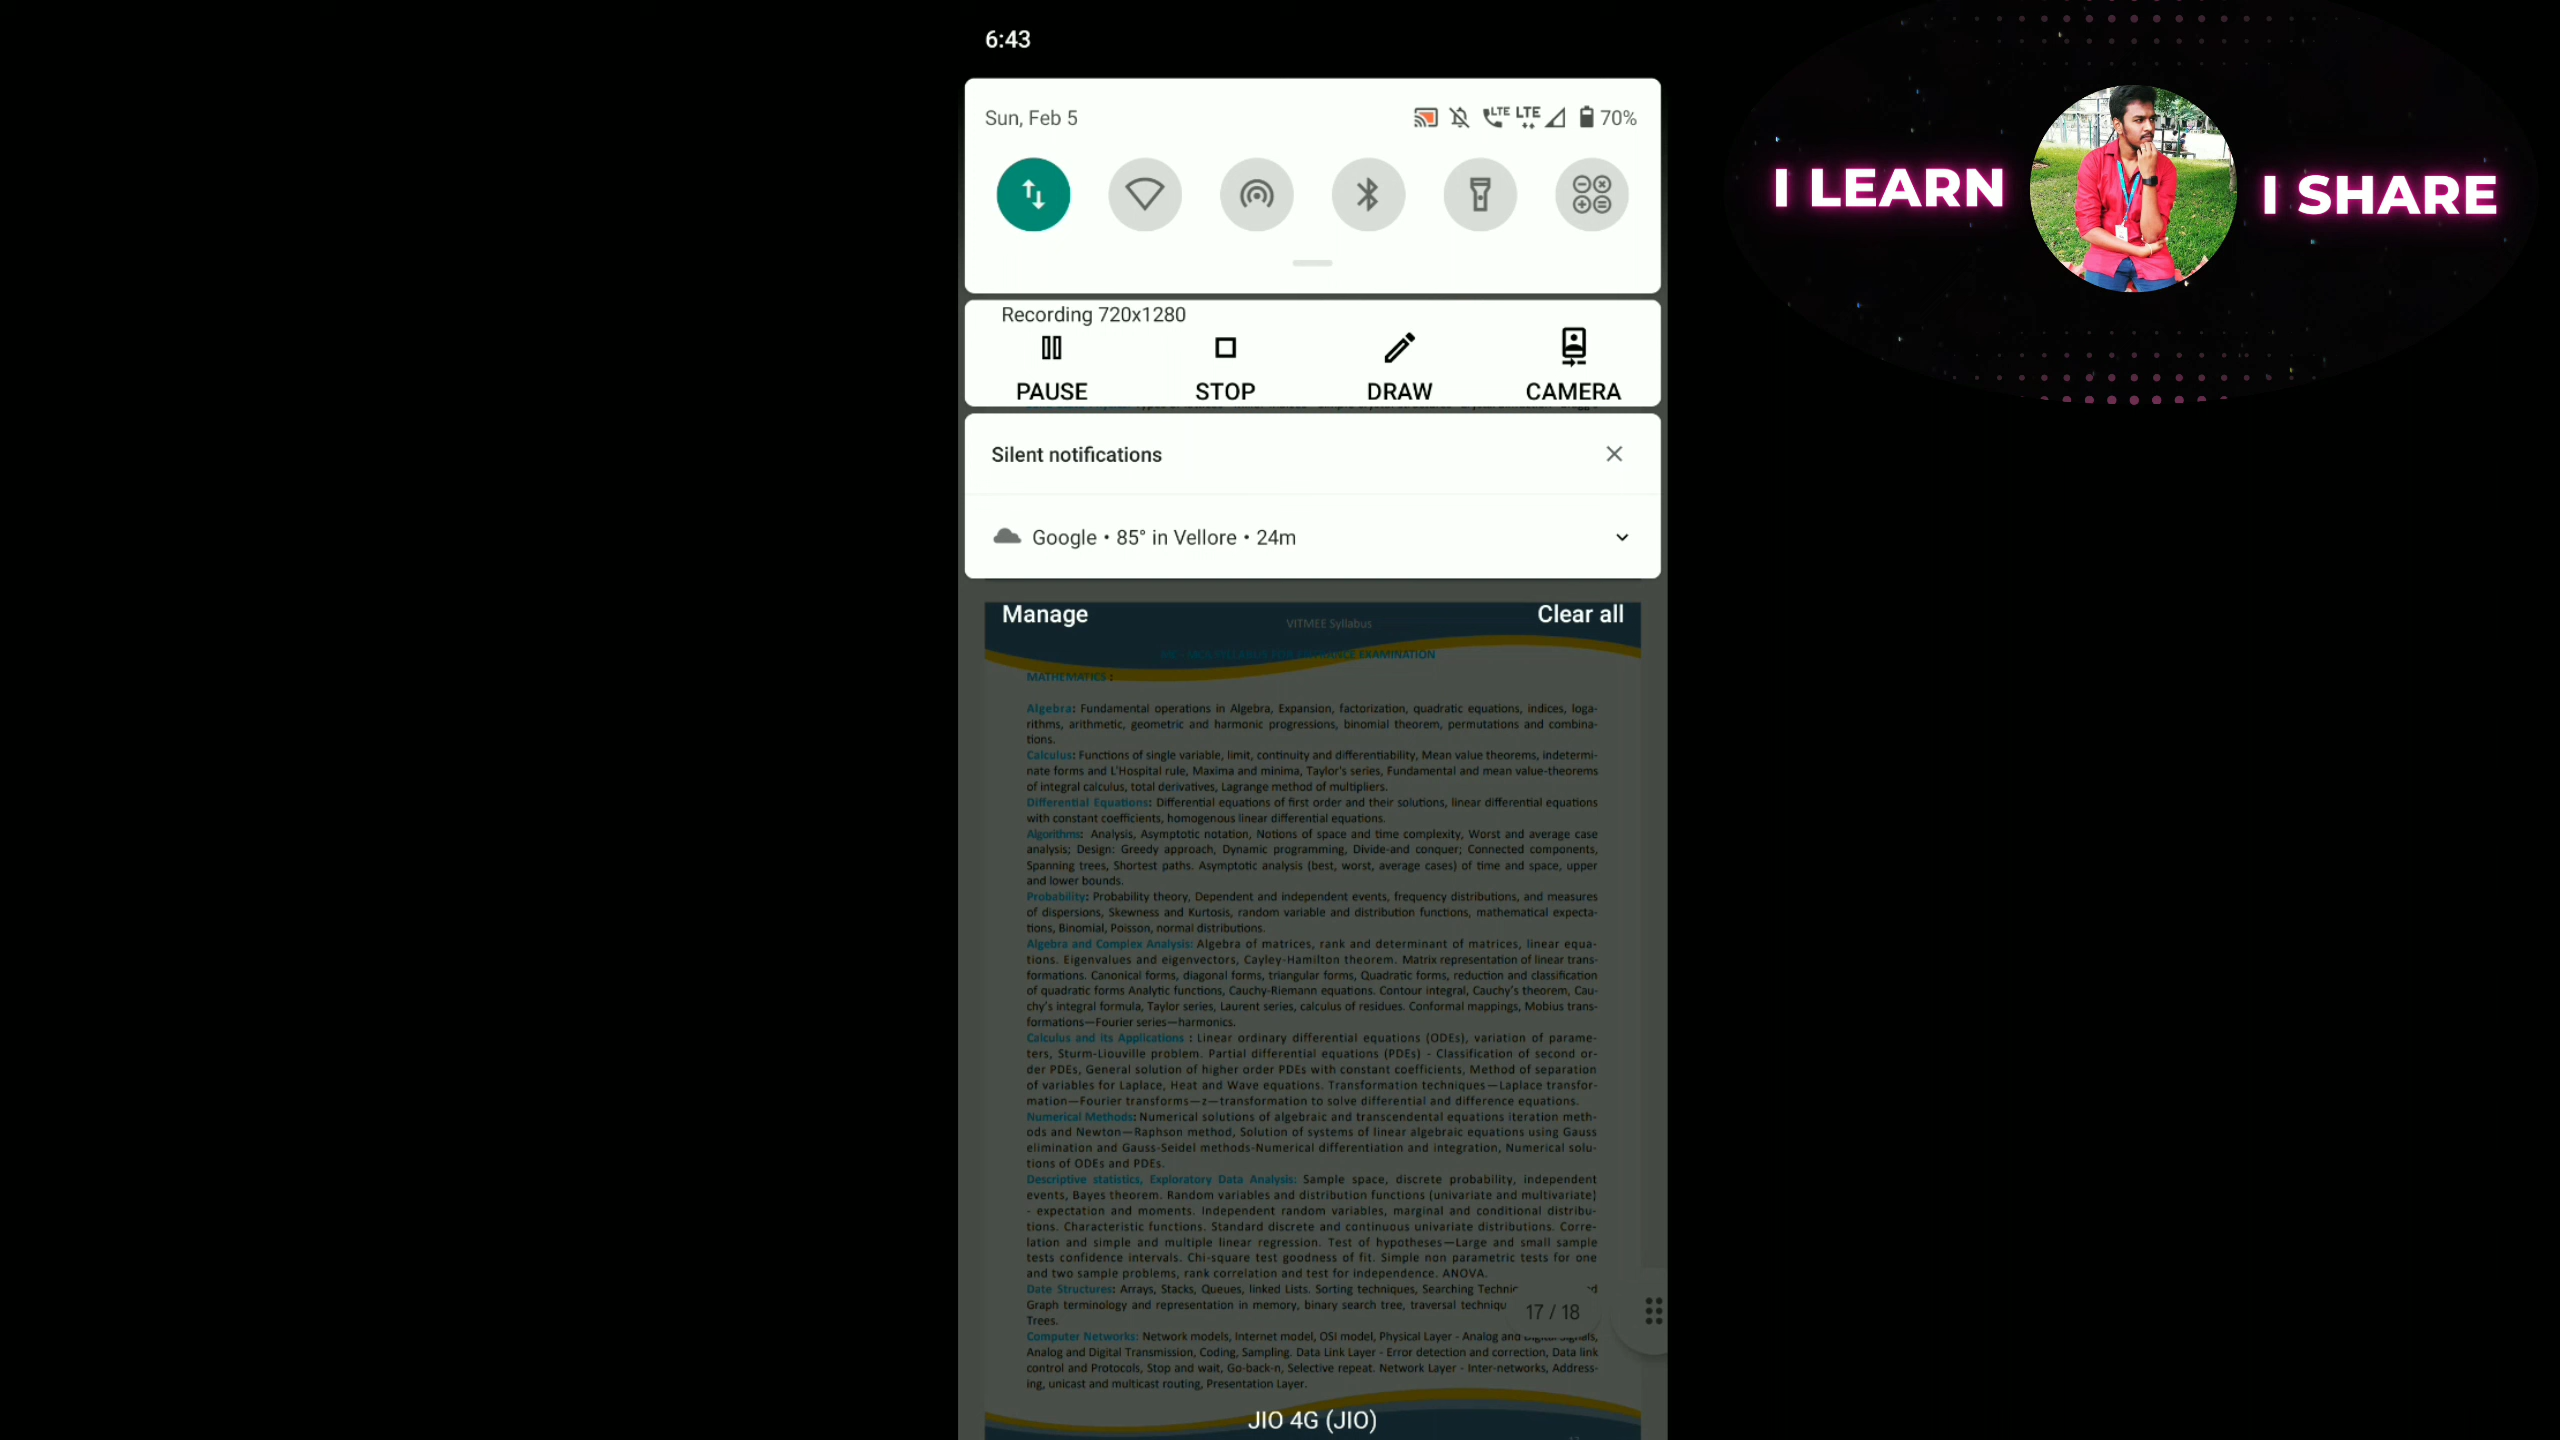 6:43
I LEARN
I SHARE
Sun, Feb 5
LTE LTE 70%
Recording 720x1280
PAUSE STOP DRAW CAMERA
Silent notifications
Google • 85° in Vellore • 24m
Manage Clear all
VITMEE Syllabus
EXAMINATION
MATHEMATICS :
Algebra: Fundamental operations in Algebra, Expansion, factorization, quadratic equations, indices, loga-
rithms, arithmetic, geometric and harmonic progressions, binomial theorem, permutations and combina-
tions.
Calculus: Functions of single variable, limit, continuity and differentiability, Mean value theorems, indetermi-
nate forms and L'Hospital rule, Maxima and minima, Taylor's series, Fundamental and mean value-theorems
of integral calculus, total derivatives, Lagrange method of multipliers.
Differential Equations: Differential equations of first order and their solutions, linear differential equations
with constant coefficients, homogenous linear differential equations.
Algorithms: Analysis, Asymptotic notation, Notions of space and time complexity, Worst and average case
analysis; Design: Greedy approach, Dynamic programming, Divide-and conquer; Connected components,
Spanning trees, Shortest paths. Asymptotic analysis (best, worst, average cases) of time and space, upper
and lower bounds.
Probability: Probability theory, Dependent and independent events, frequency distributions, and measures
of dispersions, Skewness and Kurtosis, random variable and distribution functions, mathematical expecta-
tions, Binomial, Poisson, normal distributions.
Algebra and Complex Analysis: Algebra of matrices, rank and determinant of matrices, linear equa-
tions. Eigenvalues and eigenvectors, Cayley-Hamilton theorem. Matrix representation of linear trans-
formations. Canonical forms, diagonal forms, triangular forms, Quadratic forms, reduction and classification
of quadratic forms Analytic functions, Cauchy-Riemann equations. Contour integral, Cauchy's theorem, Cau-
chy's integral formula, Taylor series, Laurent series, calculus of residues. Conformal mappings, Mobius trans-
formations—Fourier series—harmonics.
Calculus and its Applications : Linear ordinary differential equations (ODEs), variation of parame-
ters, Sturm-Liouville problem. Partial differential equations (PDEs) - Classification of second or-
der PDEs, General solution of higher order PDEs with constant coefficients, Method of separation
of variables for Laplace, Heat and Wave equations. Transformation techniques—Laplace transfor-
mation—Fourier transforms—z—transformation to solve differential and difference equations.
Numerical Methods: Numerical solutions of algebraic and transcendental equations iteration meth-
ods and Newton—Raphson method, Solution of systems of linear algebraic equations using Gauss
elimination and Gauss-Seidel methods-Numerical differentiation and integration, Numerical solu-
tions of ODEs and PDEs.
Descriptive statistics, Exploratory Data Analysis: Sample space, discrete probability, independent
events, Bayes theorem. Random variables and distribution functions (univariate and multivariate)
- expectation and moments. Independent random variables, marginal and conditional distribu-
tions. Characteristic functions. Standard discrete and continuous univariate distributions. Corre-
lation and simple and multiple linear regression. Test of hypotheses—Large and small sample
tests confidence intervals. Chi-square test goodness of fit. Simple non parametric tests for one
and two sample problems, rank correlation and test for independence. ANOVA.
Date Structures: Arrays, Stacks, Queues, linked Lists. Sorting techniques, Searching
Graph terminology and representation in memory, binary search tree, traversal
Trees.
17 / 18
Computer Networks: Network models, Internet model, OSI model, Physical Layer - Analog and
Analog and Digital Transmission, Coding, Sampling. Data Link Layer - Error detection and correction, Data link
control and Protocols, Stop and wait, Go-back-n, Selective repeat. Network Layer - Inter-networks, Address-
ing, unicast and multicast routing, Presentation Layer.
JIO 4G (JIO)